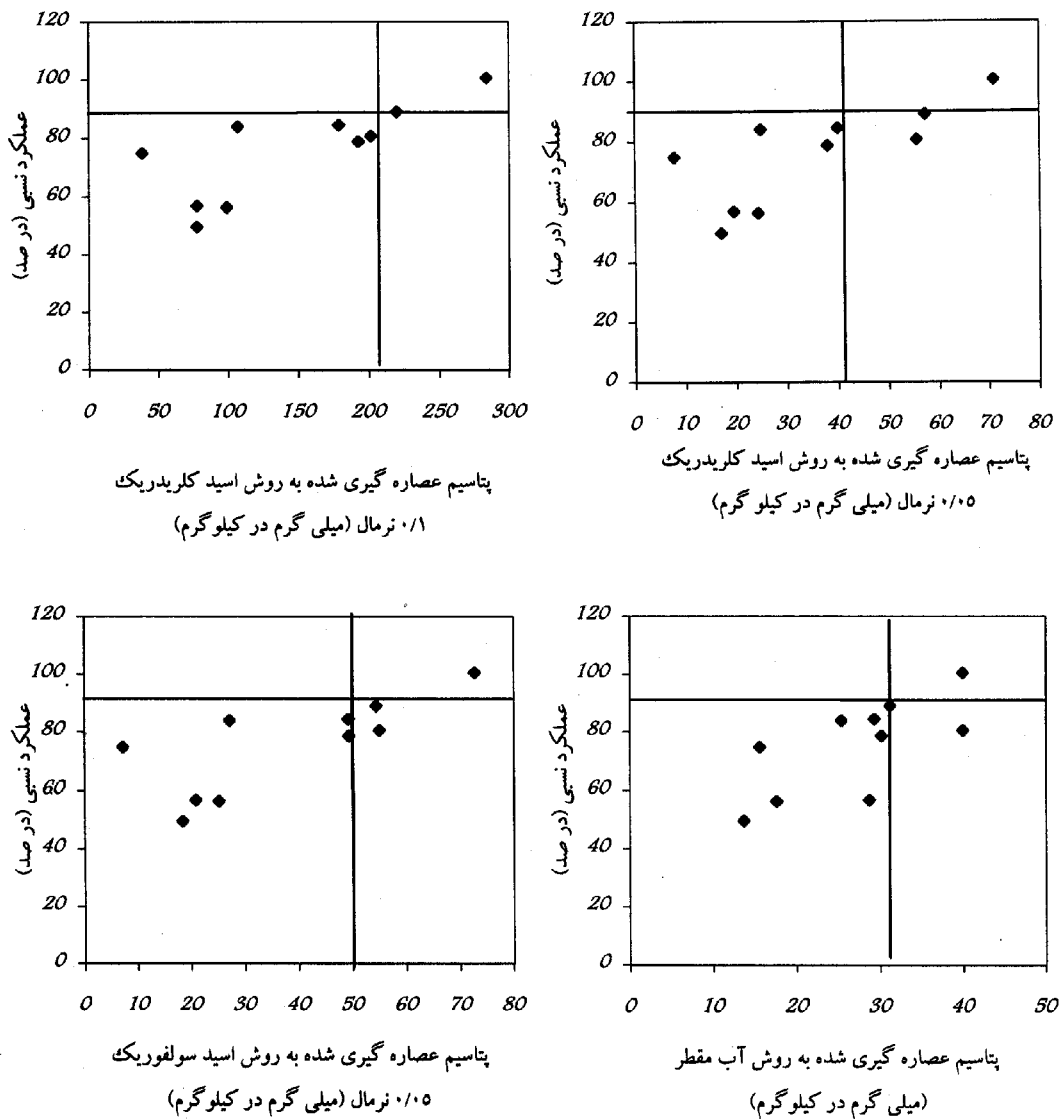 120
100
80
60
40
20
0
عملکرد نسبی (در صد)
0 50 100 150 200 250 300
پتاسیم عصاره گیری شده به روش اسید کلریدریک
۰/۱ نرمال (میلی گرم در کیلوگرم)
120
100
80
60
40
20
0
عملکرد نسبی (در صد)
0 10 20 30 40 50 60 70 80
پتاسیم عصاره گیری شده به روش اسید کلریدریک
۰/۰۵ نرمال (میلی گرم در کیلو گرم)
120
100
80
60
40
20
0
عملکرد نسبی (در صد)
0 10 20 30 40 50 60 70 80
پتاسیم عصاره گیری شده به روش اسید سولفوریک
۰/۰۵ نرمال (میلی گرم در کیلوگرم)
120
100
80
60
40
20
0
عملکرد نسبی (در صد)
0 10 20 30 40 50
پتاسیم عصاره گیری شده به روش آب مقطر
(میلی گرم در کیلوگرم)